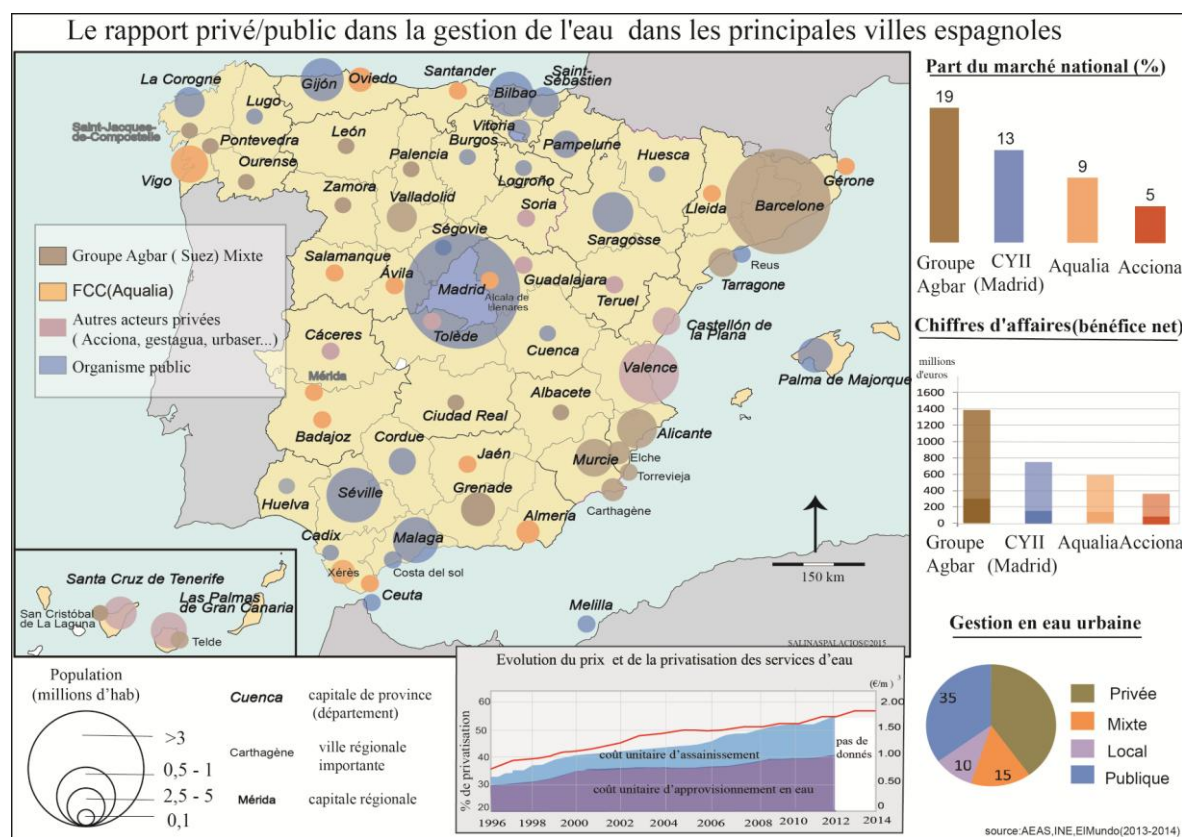 Le rapport privé/public dans la gestion de l'eau dans les principales villes espagnoles
La Corogne
Lugo
Saint-Jacques-
de-Compostelle
Pontevedra
Ourense
Vigo
Gijón
Oviedo
Santander
Bilbao
Saint-
Sébastien
Vitoria
Burgos
Pampelune
León
Palencia
Logroño
Huesca
Zamora
Valladolid
Soria
Lleida
Barcelone
Gérone
Ségovie
Saragosse
Salamanque
Ávila
Madrid
Alcala de
Henares
Guadalajara
Teruel
Reus
Tarragone
Tolède
Cuenca
Castellón de
la Plana
Cáceres
Valence
Palma de Majorque
Mérida
Badajoz
Ciudad Real
Albacete
Alicante
Elche
Murcie
Torrevieja
Carthagène
Cordue
Jaén
Grenade
Almería
Huelva
Séville
Malaga
Cadix
Xérès
Costa del sol
Ceuta
Melilla
150 km
SALINASPALACIOS©2015
Groupe Agbar ( Suez) Mixte
FCC(Aqualia)
Autres acteurs privées
( Acciona, gestagua, urbaser...)
Organisme public
Santa Cruz de Tenerife
Las Palmas
de Gran Canaria
San Cristóbal
de La Laguna
Telde
Population
(millions d'hab)
>3
0,5 - 1
2,5 - 5
0,1
Cuenca capitale de province
(département)
Carthagène ville régionale
importante
Mérida capitale régionale
Evolution du prix et de la privatisation des services d'eau
(€/m )³
% de privatisation
60
50
40
30
20
2.00
1.50
1.00
0.50
0
coût unitaire d'assainissement
coût unitaire d'approvisionnement en eau
pas de
donnés
1996 1998 2000 2002 2004 2006 2008 2010 2012 2014
Part du marché national (%)
19
13
9
5
Groupe CYII Aqualia Acciona
Agbar (Madrid)
Chiffres d'affaires(bénéfice net)
millions
d'euros
1600
1400
1200
1000
800
600
400
200
0
Groupe CYII Aqualia Acciona
Agbar (Madrid)
Gestion en eau urbaine
35
10
15
Privée
Mixte
Local
Publique
source:AEAS,INE,ElMundo(2013-2014)